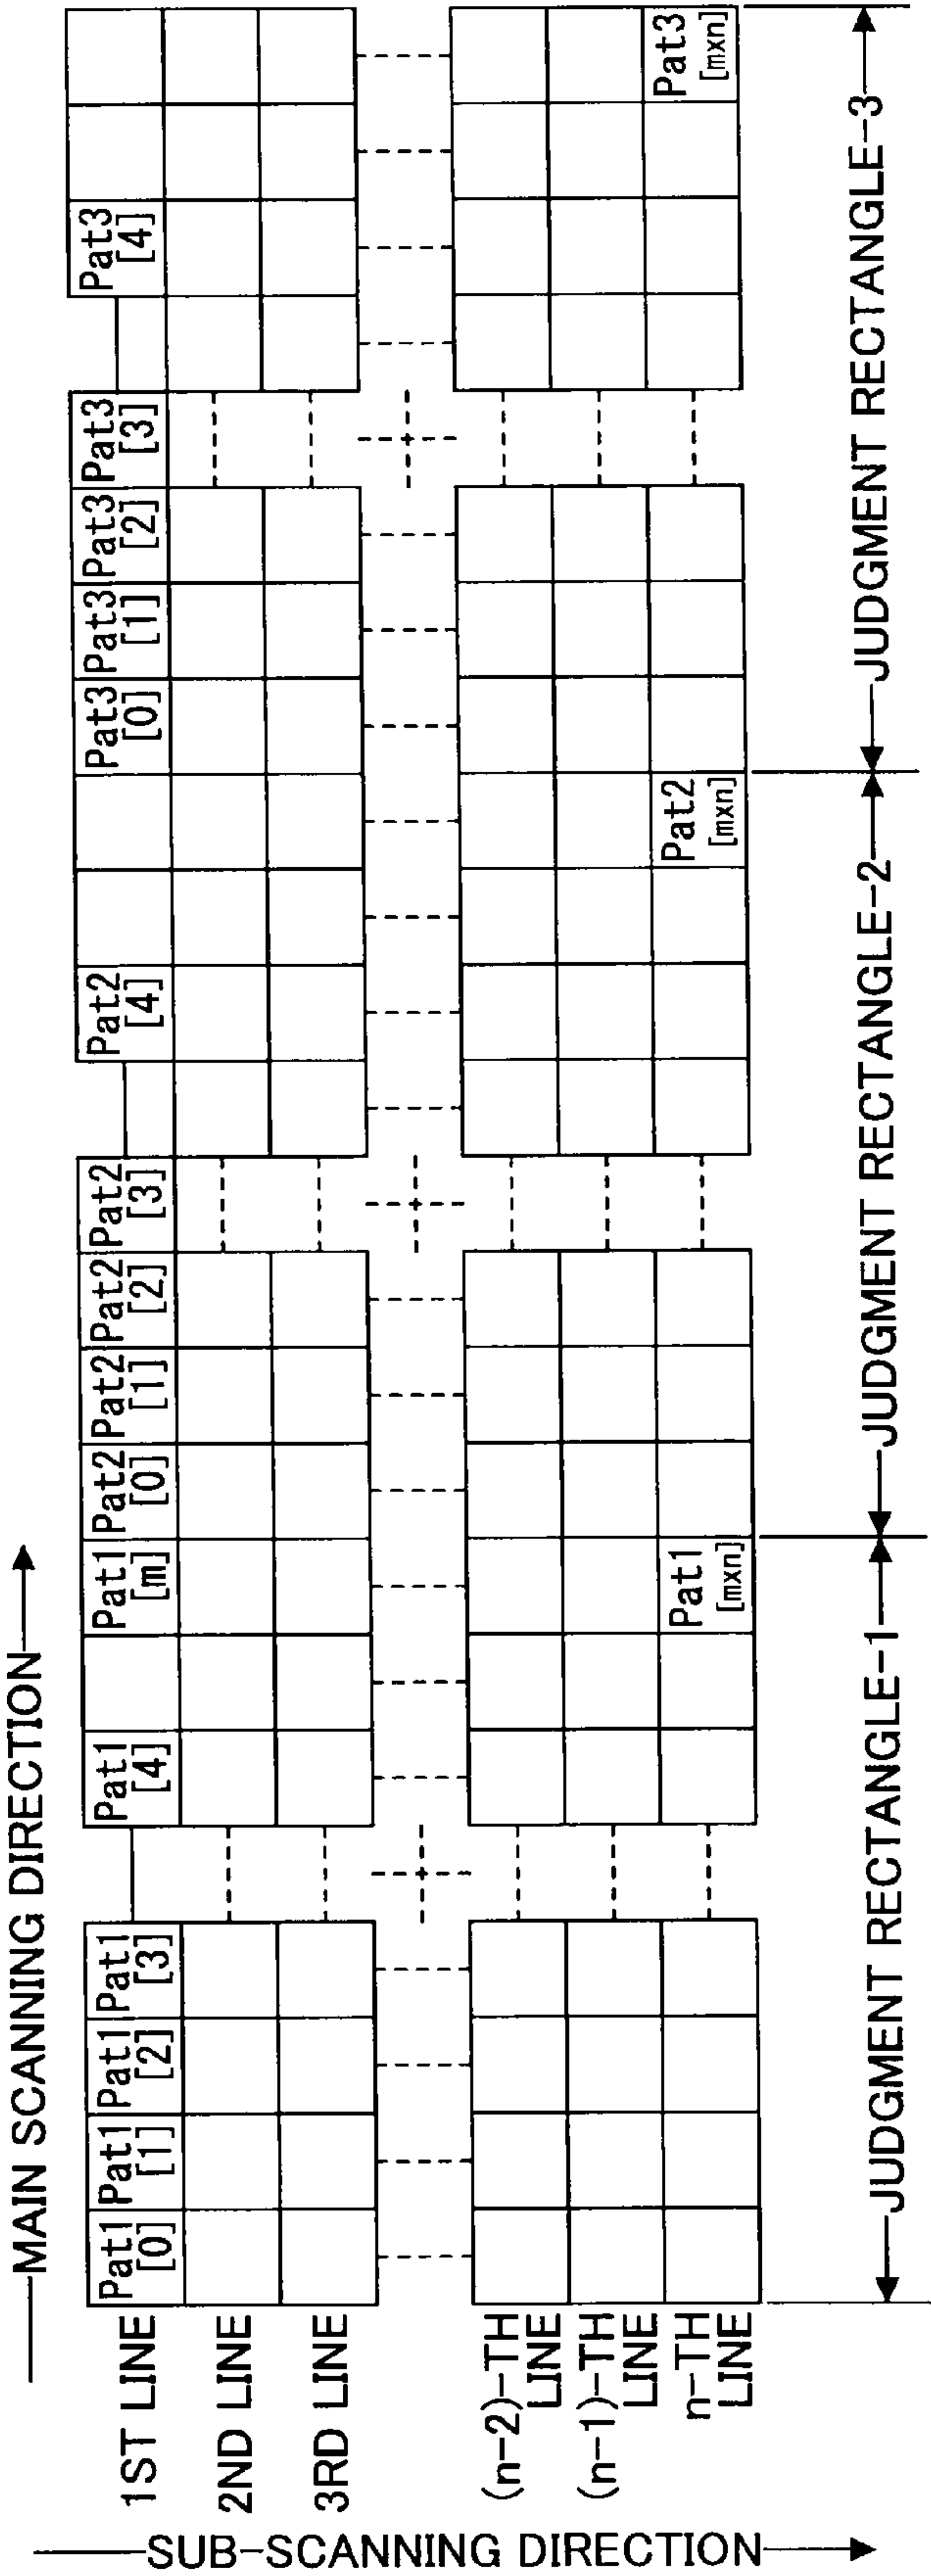 MAIN SCANNING DIRECTION
SUB-SCANNING DIRECTION
1ST LINE
2ND LINE
3RD LINE
(n-2)-TH
LINE
(n-1)-TH
LINE
n-TH
LINE
Pat1
[0]
Pat1
[1]
Pat1
[2]
Pat1
[3]
Pat1
[4]
Pat1
[m]
Pat2
[0]
Pat2
[1]
Pat2
[2]
Pat2
[3]
Pat2
[4]
Pat3
[0]
Pat3
[1]
Pat3
[2]
Pat3
[3]
Pat3
[4]
Pat1
[mxn]
Pat2
[mxn]
Pat3
[mxn]
JUDGMENT RECTANGLE-1
JUDGMENT RECTANGLE-2
JUDGMENT RECTANGLE-3